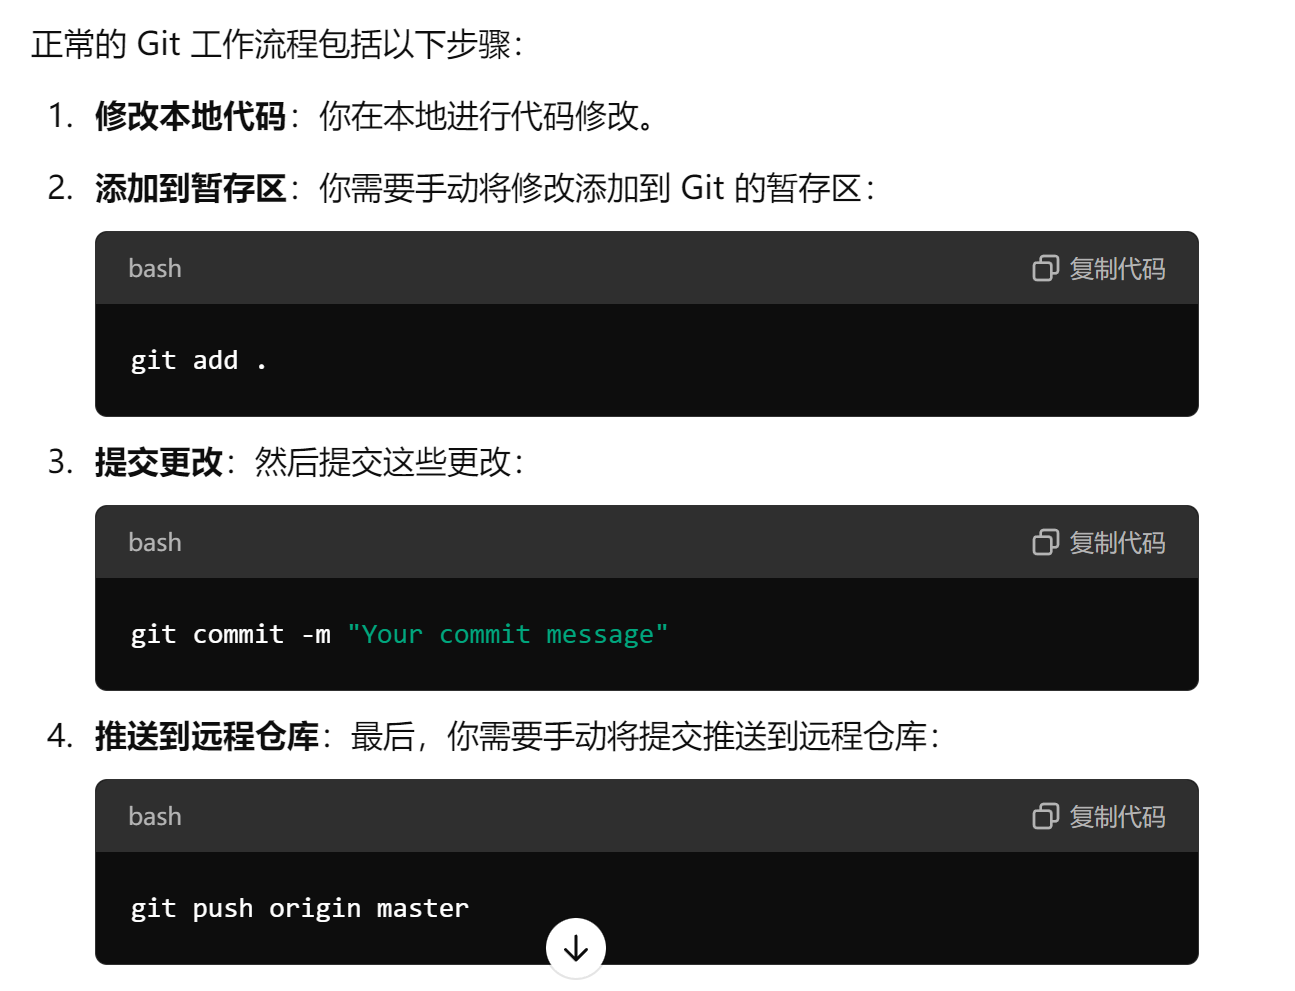 正常的 Git 工作流程包括以下步骤：
1. 修改本地代码：你在本地进行代码修改。
2. 添加到暂存区：你需要手动将修改添加到 Git 的暂存区：
bash 复制代码
git add .
3. 提交更改：然后提交这些更改：
bash 复制代码
git commit -m "Your commit message"
4. 推送到远程仓库：最后，你需要手动将提交推送到远程仓库：
bash 复制代码
git push origin master